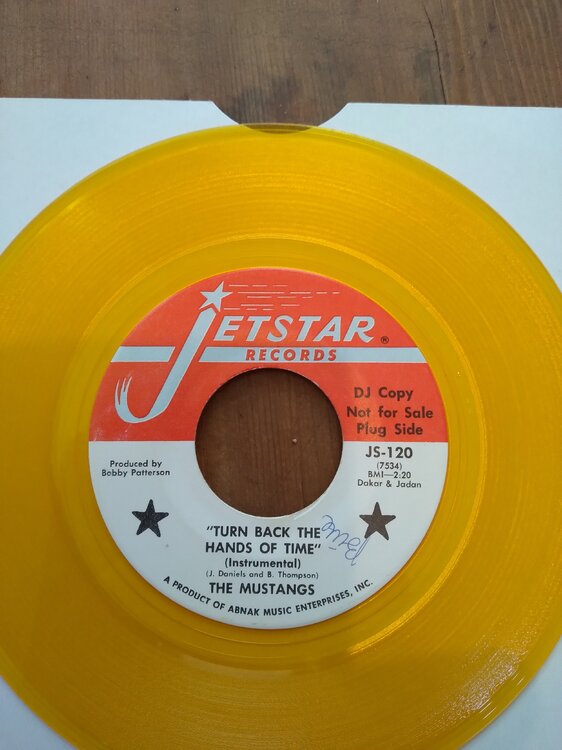 JETSTAR ®
RECORDS
DJ Copy
Not for Sale
Plug Side
JS-120
(7534)
BMI—2:20
Dakar & Jadan
Produced by
Bobby Patterson
"TURN BACK THE
HANDS OF TIME"
(Instrumental)
(J. Daniels and B. Thompson)
THE MUSTANGS
A PRODUCT OF ABNAK MUSIC ENTERPRISES, INC.